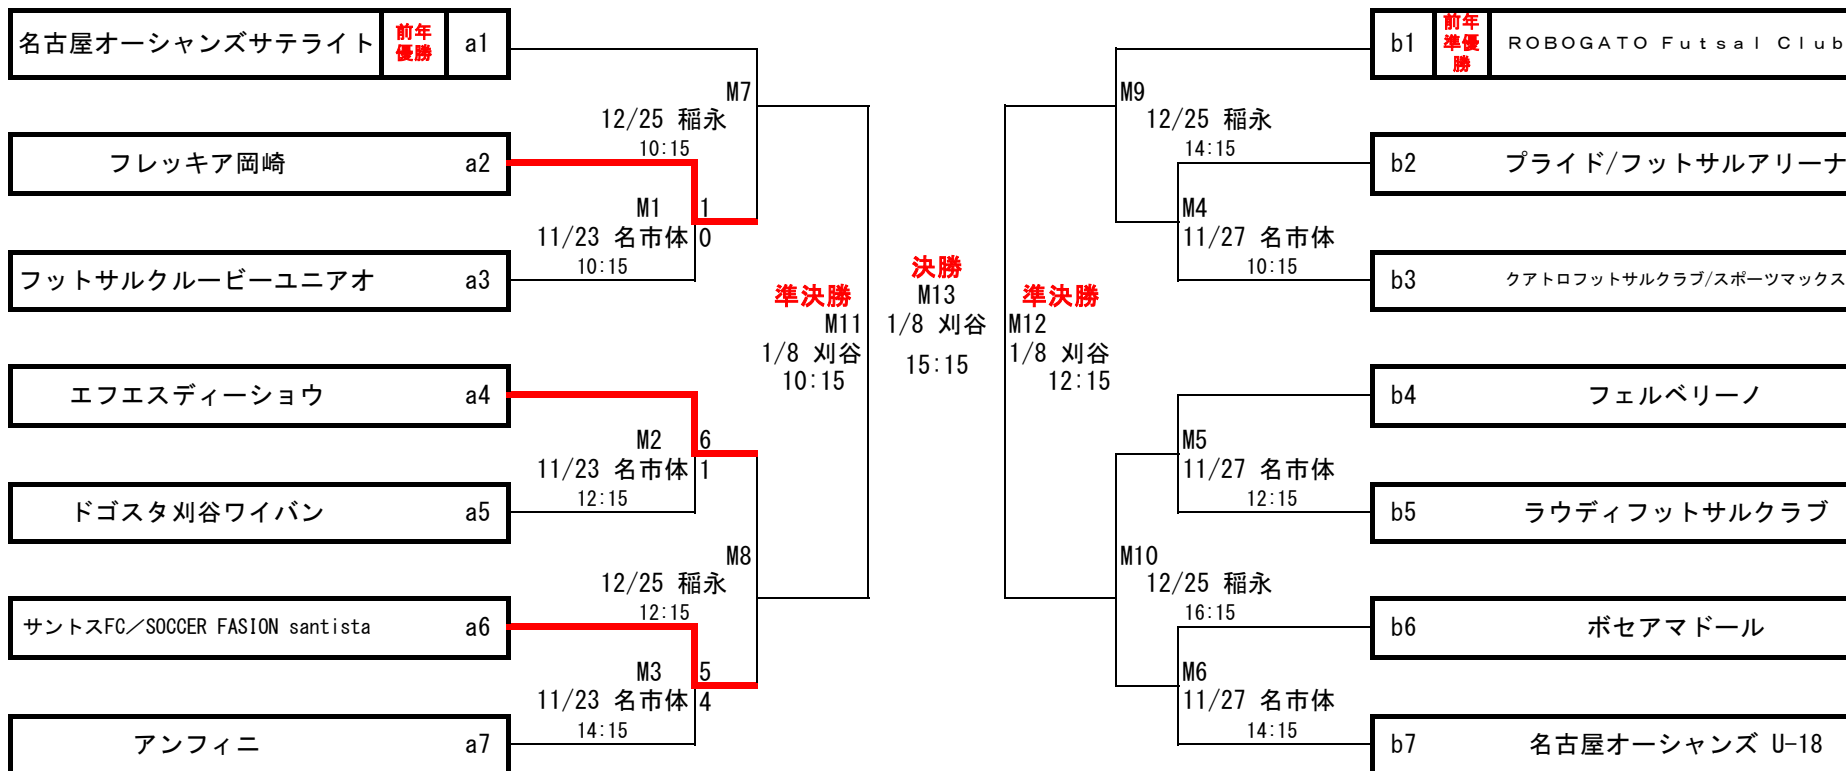 名古屋オーシャンズサテライト 前年 優勝 a1
フレッキア岡崎 a2
フットサルクルービーユニアオ a3
エフエスディーショウ a4
ドゴスタ刈谷ワイバン a5
サントスFC／SOCCER FASION santista a6
アンフィニ a7
M7
12/25 稲永
10:15
M1 1
11/23 名市体 0
10:15
M2 6
11/23 名市体 1
12:15
M8
12/25 稲永
12:15
M3 5
11/23 名市体 4
14:15
準決勝
M11
1/8 刈谷
10:15
決勝
M13
1/8 刈谷
15:15
準決勝
M12
1/8 刈谷
12:15
M9
12/25 稲永
14:15
M4
11/27 名市体
10:15
M5
11/27 名市体
12:15
M10
12/25 稲永
16:15
M6
11/27 名市体
14:15
b1 前年 準優 勝 ＲＯＢＯＧＡＴＯ Ｆｕｔｓａｌ Ｃｌｕｂ
b2 プライド/フットサルアリーナ
b3 クアトロフットサルクラブ/スポーツマックス
b4 フェルベリーノ
b5 ラウディフットサルクラブ
b6 ボセアマドール
b7 名古屋オーシャンズ U-18